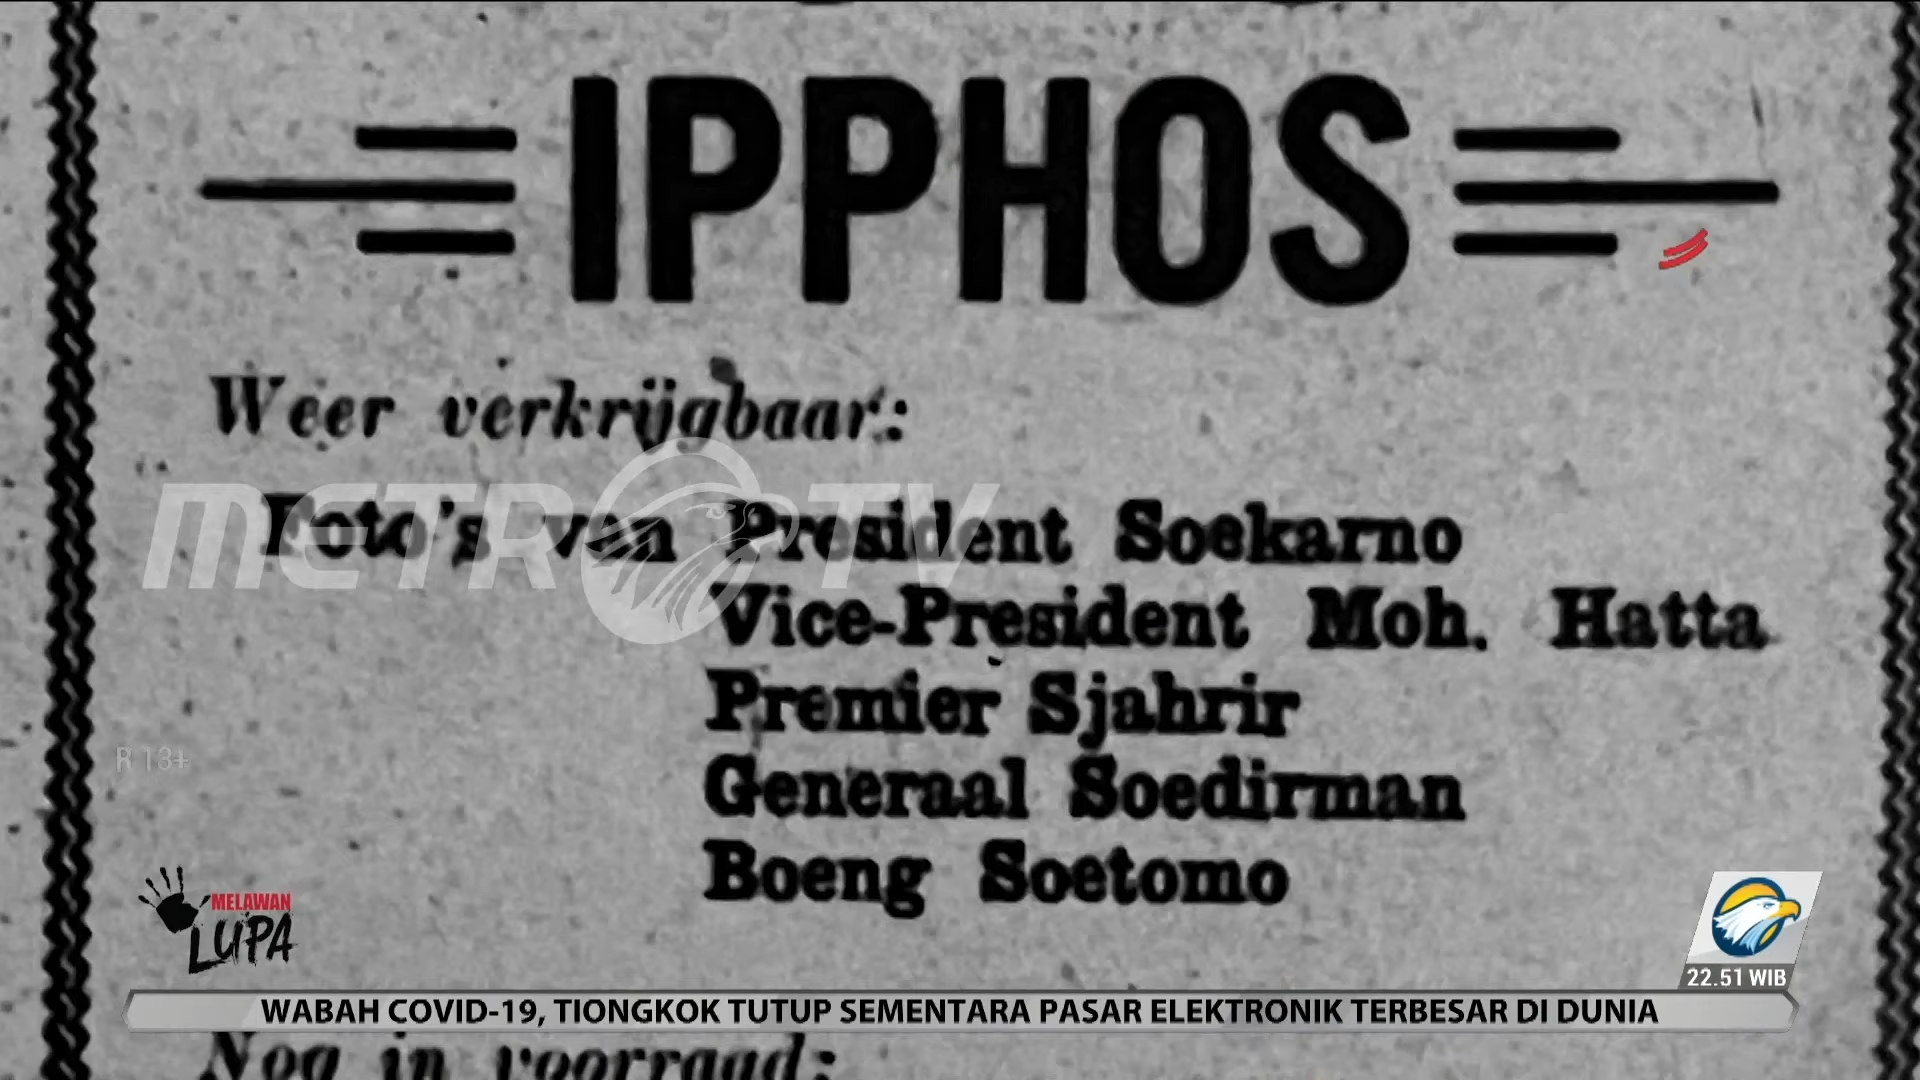 IPPHOS
Weer verkrijgbaar:
METRO TV
Foto's van President Soekarno
Vice-President Moh. Hatta
Premier Sjahrir
Generaal Soedirman
Boeng Soetomo
R 13+
MELAWAN
LUPA
22.51 WIB
WABAH COVID-19, TIONGKOK TUTUP SEMENTARA PASAR ELEKTRONIK TERBESAR DI DUNIA
Nog in voorraad: